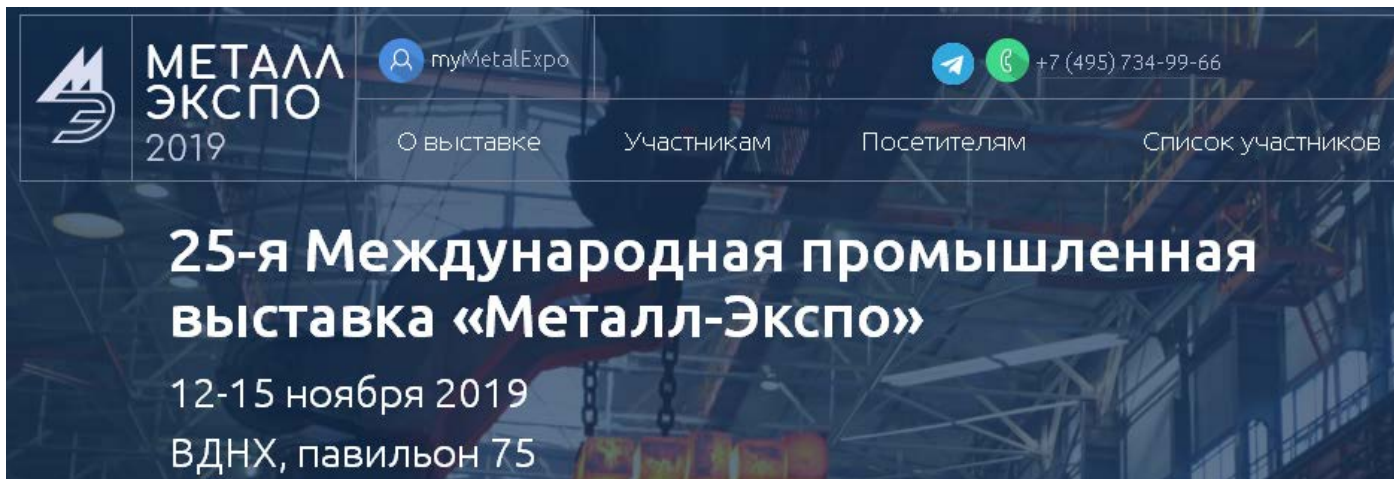 МЕТАЛЛ
ЭКСПО
2019
myMetalExpo
+7 (495) 734-99-66
О выставке
Участникам
Посетителям
Список участников
25-я Международная промышленная
выставка «Металл-Экспо»
12-15 ноября 2019
ВДНХ, павильон 75